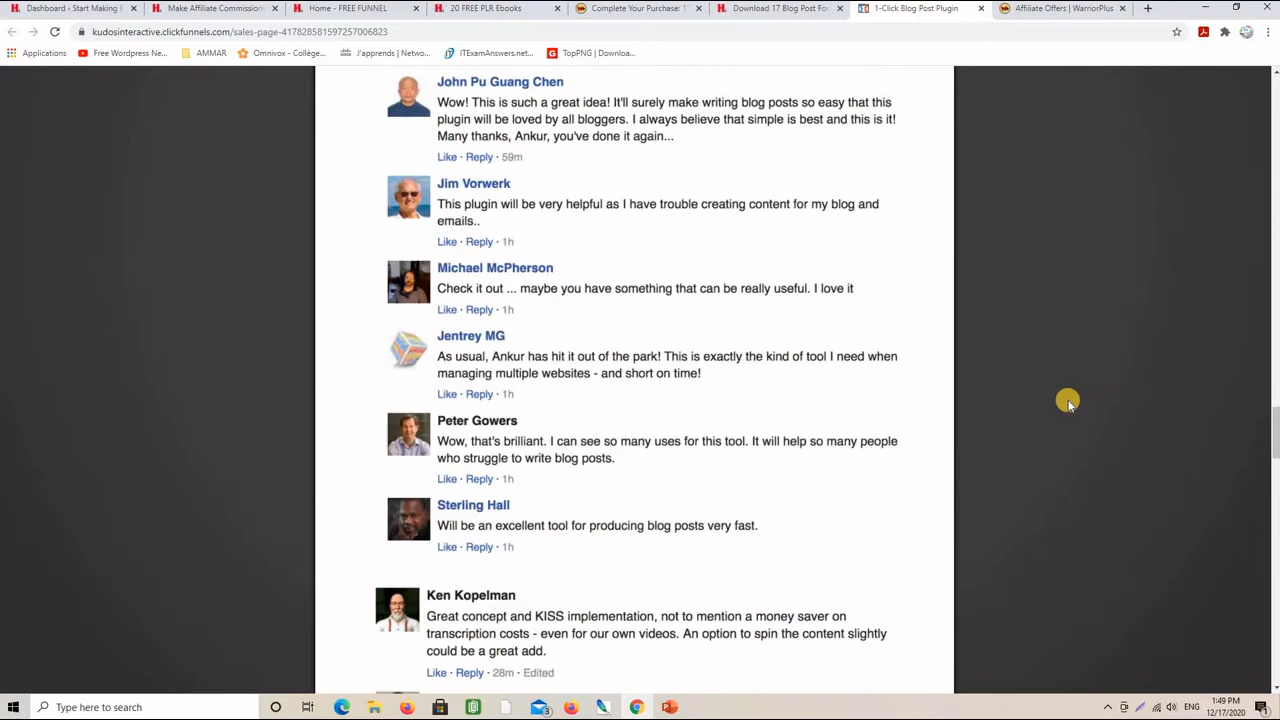 Dashboard ‹ Start Making E
Make Affiliate Commissions
Home - FREE FUNNEL
20 FREE PLR Ebooks
Complete Your Purchase: 1
Download 17 Blog Post For
1-Click Blog Post Plugin
Affiliate Offers | WarriorPlus
kudosinteractive.clickfunnels.com/sales-page-417828581597257006823
Applications
Free Wordpress Ne...
AMMAR
Omnivox - Collège...
J'apprends | Netwo...
ITExamAnswers.net...
TopPNG | Downloa...
John Pu Guang Chen
Wow! This is such a great idea! It'll surely make writing blog posts so easy that this
plugin will be loved by all bloggers. I always believe that simple is best and this is it!
Many thanks, Ankur, you've done it again...
Like · Reply · 59m
Jim Vorwerk
This plugin will be very helpful as I have trouble creating content for my blog and
emails..
Like · Reply · 1h
Michael McPherson
Check it out ... maybe you have something that can be really useful. I love it
Like · Reply · 1h
Jentrey MG
As usual, Ankur has hit it out of the park! This is exactly the kind of tool I need when
managing multiple websites - and short on time!
Like · Reply · 1h
Peter Gowers
Wow, that's brilliant. I can see so many uses for this tool. It will help so many people
who struggle to write blog posts.
Like · Reply · 1h
Sterling Hall
Will be an excellent tool for producing blog posts very fast.
Like · Reply · 1h
Ken Kopelman
Great concept and KISS implementation, not to mention a money saver on
transcription costs - even for our own videos. An option to spin the content slightly
could be a great add.
Like · Reply · 28m · Edited
Type here to search
ENG
1:49 PM
12/17/2020